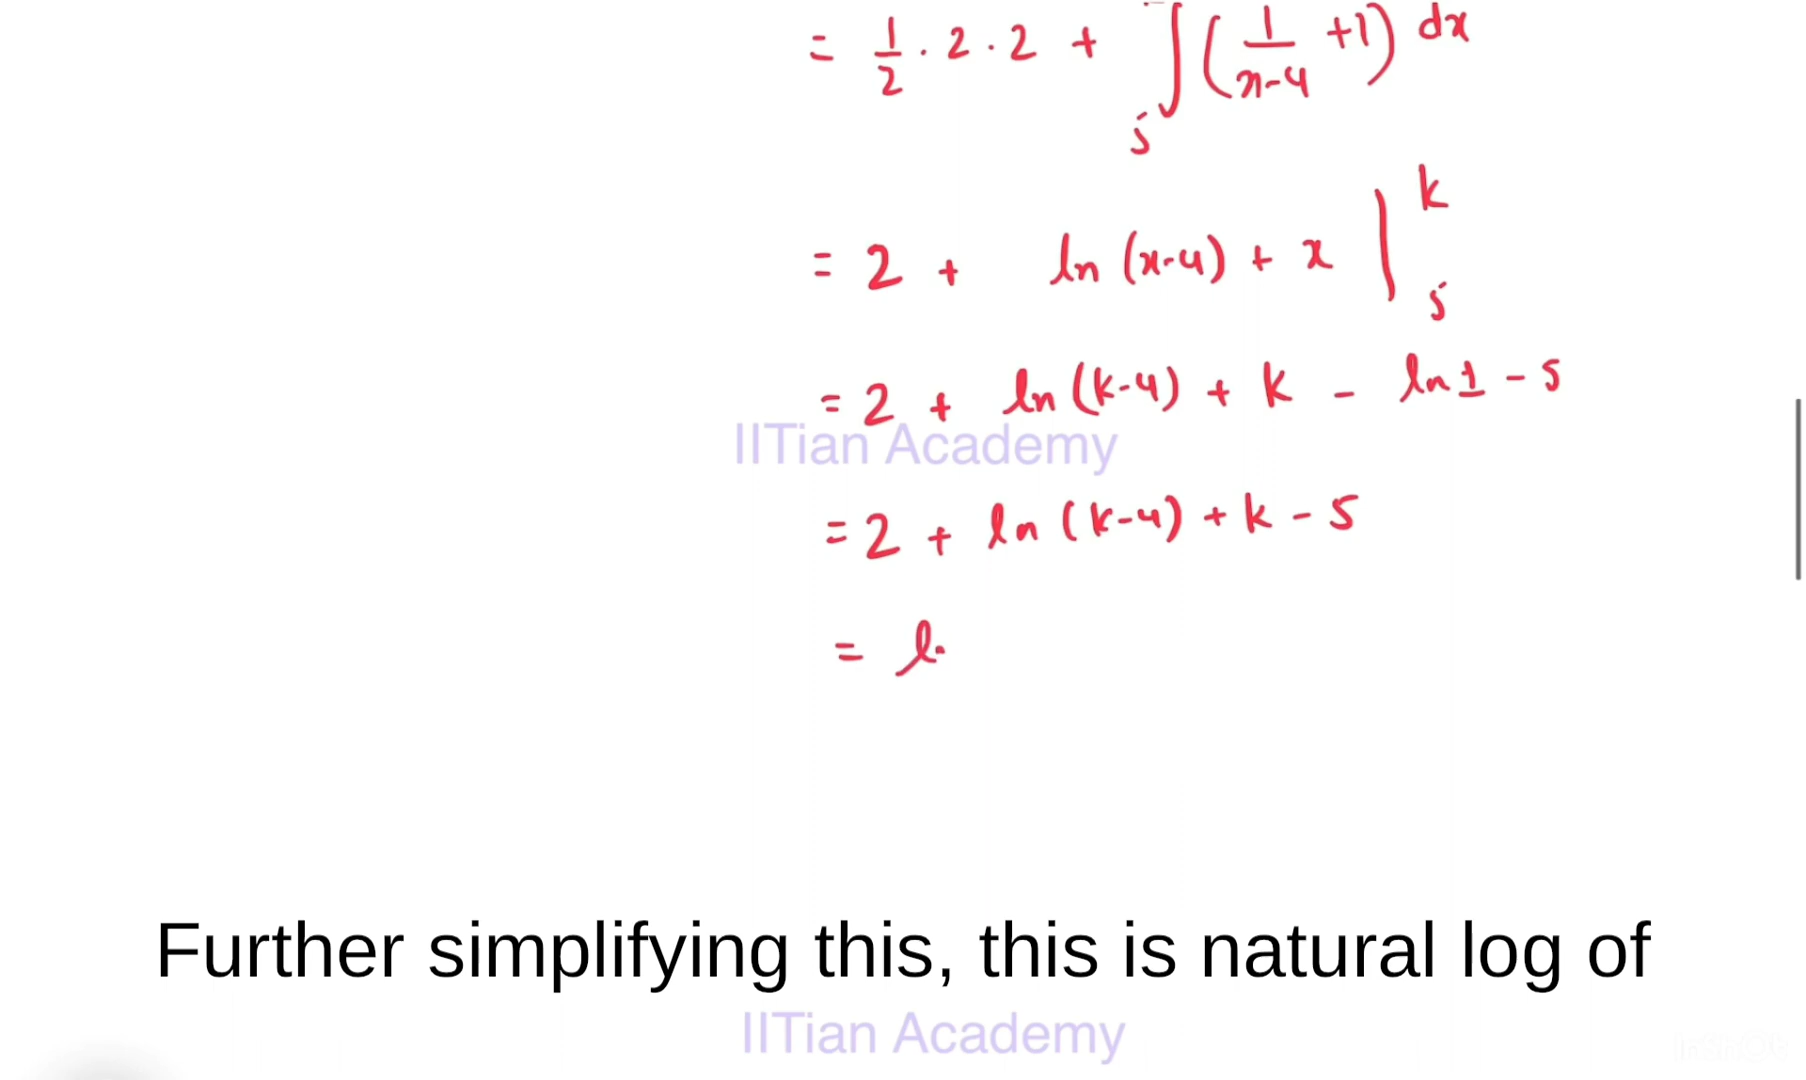 = 1/2 · 2 · 2 + ∫ ( 1/(x-4) + 1 ) dx
5
k
= 2 + ln (x-4) + x |
5
= 2 + ln (k-4) + k - ln 1 - 5
IITian Academy
= 2 + ln (k-4) + k - 5
= l
Further simplifying this, this is natural log of
IITian Academy